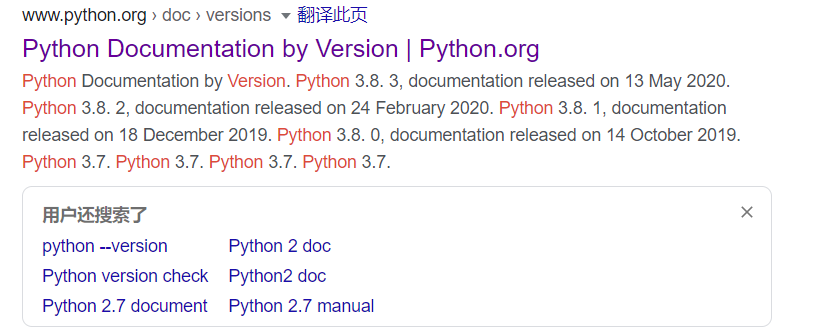 www.python.org › doc › versions ▼ 翻译此页
Python Documentation by Version | Python.org
Python Documentation by Version. Python 3.8. 3, documentation released on 13 May 2020.
Python 3.8. 2, documentation released on 24 February 2020. Python 3.8. 1, documentation
released on 18 December 2019. Python 3.8. 0, documentation released on 14 October 2019.
Python 3.7. Python 3.7. Python 3.7. Python 3.7.
用户还搜索了
python --version Python 2 doc
Python version check Python2 doc
Python 2.7 document Python 2.7 manual